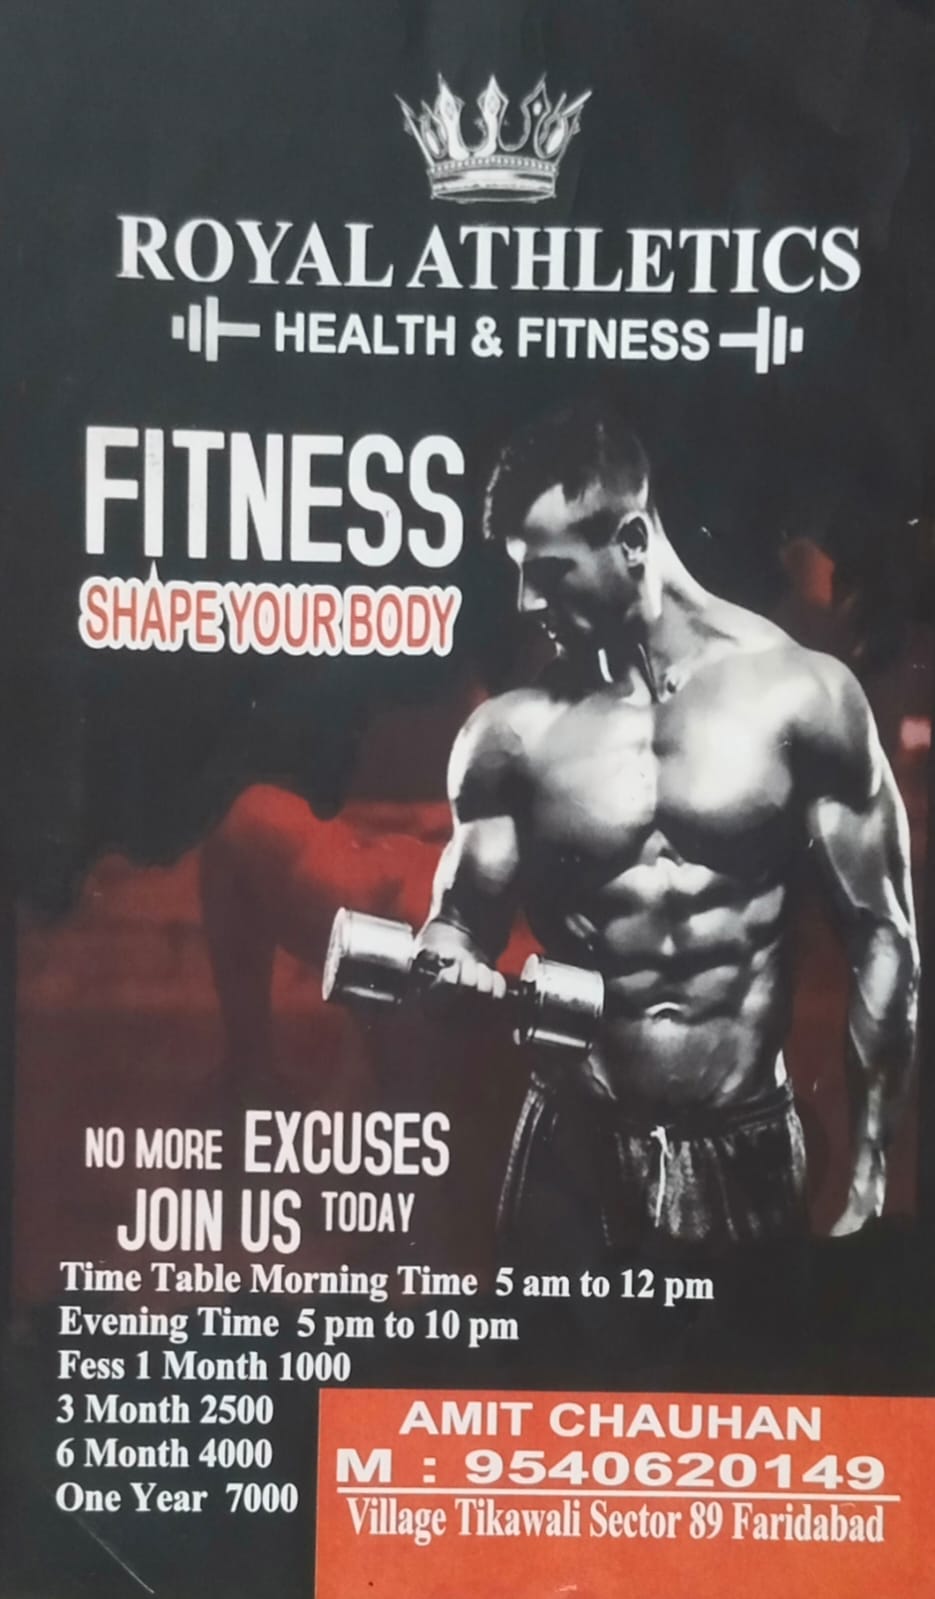 ROYAL ATHLETICS
HEALTH & FITNESS
FITNESS
SHAPE YOUR BODY
NO MORE EXCUSES
JOIN US TODAY
Time Table Morning Time 5 am to 12 pm
Evening Time 5 pm to 10 pm
Fess 1 Month 1000
3 Month 2500
6 Month 4000
One Year 7000
AMIT CHAUHAN
M : 9540620149
Village Tikawali Sector 89 Faridabad